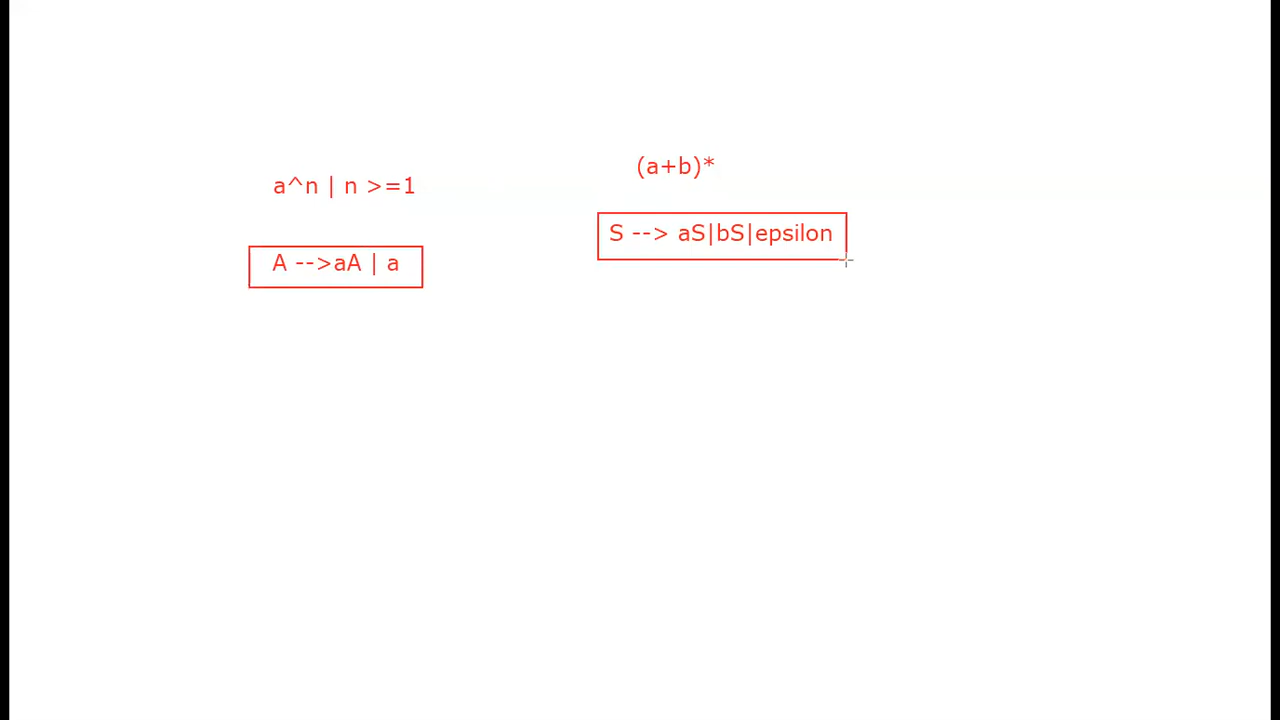 a^n | n >=1
A -->aA | a
(a+b)*
S --> aS|bS|epsilon